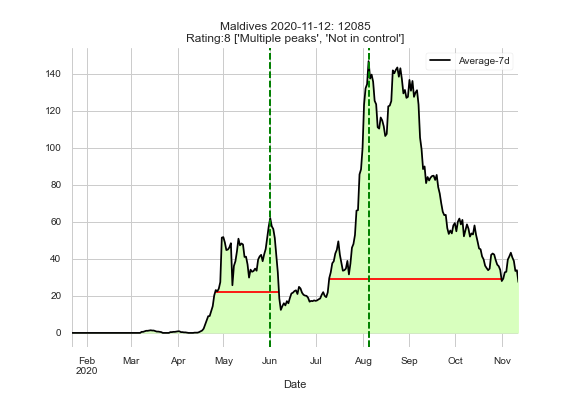 Maldives 2020-11-12: 12085
Rating:8 ['Multiple peaks', 'Not in control']
Average-7d
140
120
100
80
60
40
20
0
Feb Mar Apr May Jun Jul Aug Sep Oct Nov
2020
Date